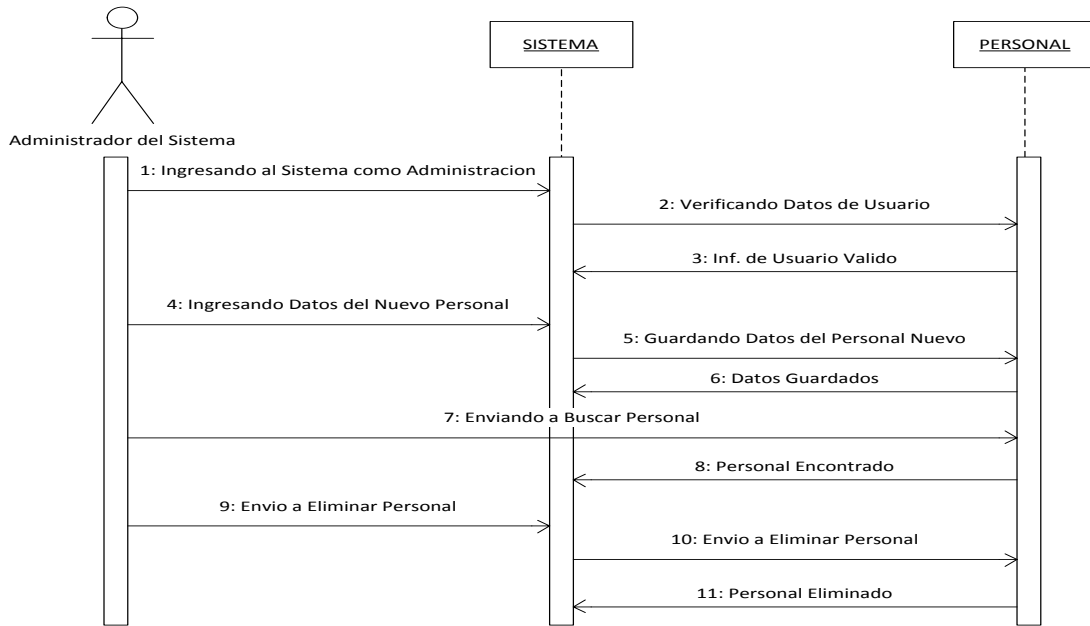 SISTEMA
PERSONAL
Administrador del Sistema
1: Ingresando al Sistema como Administracion
2: Verificando Datos de Usuario
3: Inf. de Usuario Valido
4: Ingresando Datos del Nuevo Personal
5: Guardando Datos del Personal Nuevo
6: Datos Guardados
7: Enviando a Buscar Personal
8: Personal Encontrado
9: Envio a Eliminar Personal
10: Envio a Eliminar Personal
11: Personal Eliminado